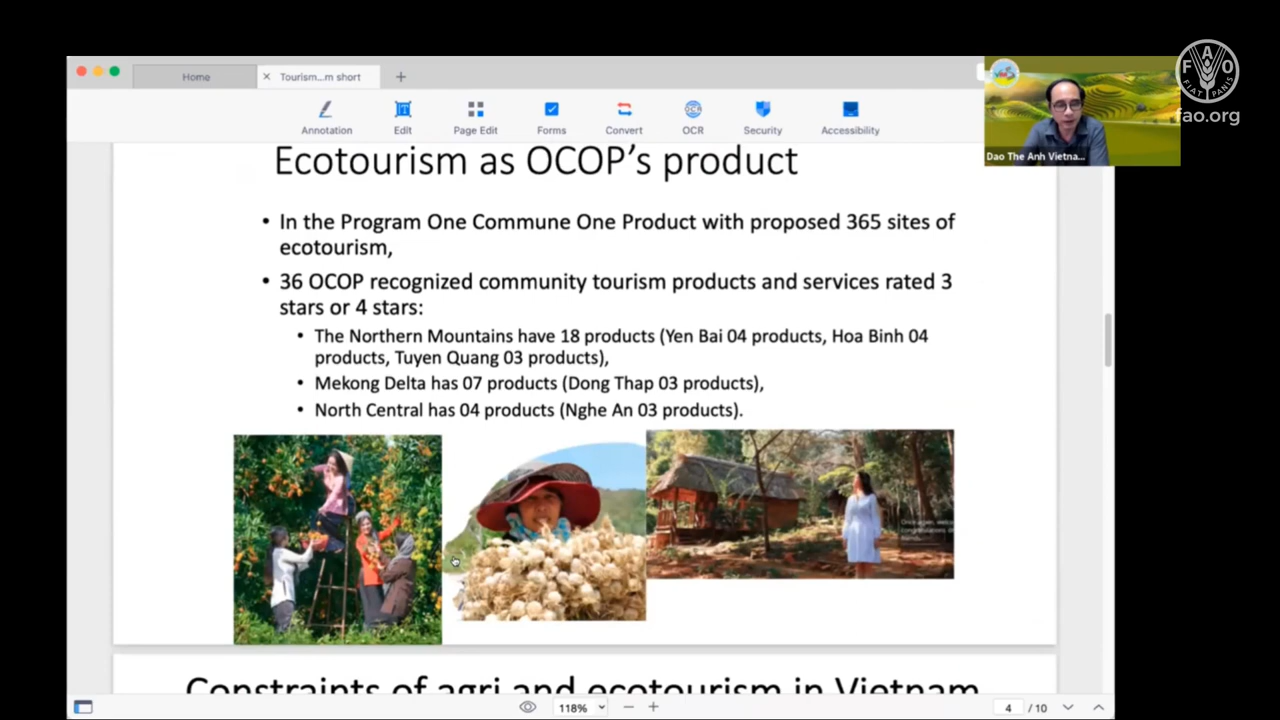 Home
Tourism...m short
Annotation
Edit
Page Edit
Forms
Convert
OCR
OCR
Security
Accessibility
Dao The Anh Vietna...
F A O
FIAT PANIS
fao.org
Ecotourism as OCOP's product
• In the Program One Commune One Product with proposed 365 sites of
ecotourism,
• 36 OCOP recognized community tourism products and services rated 3
stars or 4 stars:
• The Northern Mountains have 18 products (Yen Bai 04 products, Hoa Binh 04
products, Tuyen Quang 03 products),
• Mekong Delta has 07 products (Dong Thap 03 products),
• North Central has 04 products (Nghe An 03 products).
Constraints of agri and ecotourism in Vietnam
118%
4 / 10